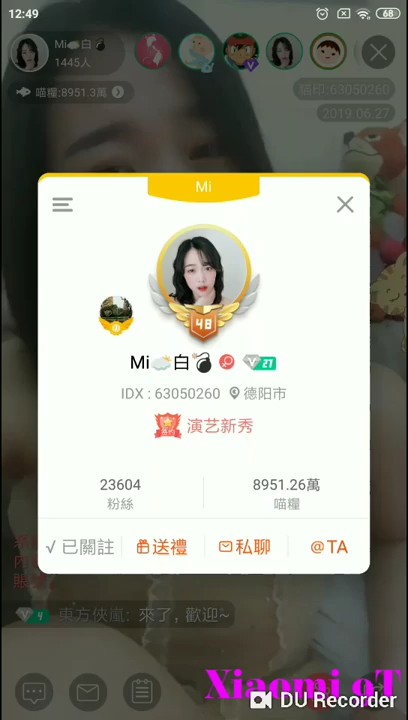 12:49
68
Mi☁白💣
1445人
喵糧:8951.3萬
貓印:63050260
2019.06.27
Mi
48
Mi⛅白💣
27
IDX : 63050260 德阳市
演艺新秀
23604
粉絲
8951.26萬
喵糧
√ 已關註
送禮
私聊
@TA
4 東方俠嵐: 來了，歡迎~
Xiaomi oT
DU Recorder